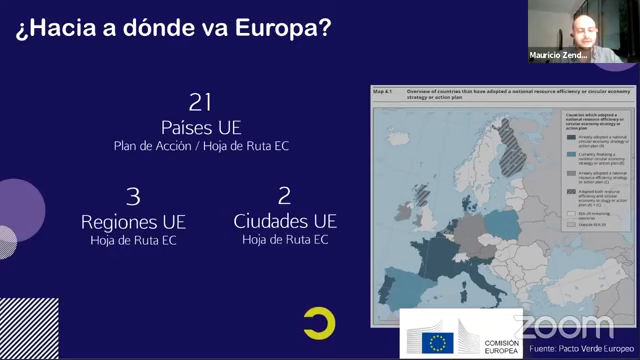 ¿Hacia a dónde va Europa?
Mauricio Zend...
21
Países UE
Plan de Acción / Hoja de Ruta EC
3
Regiones UE
Hoja de Ruta EC
2
Ciudades UE
Hoja de Ruta EC
Map 4.1 Overview of countries that have adopted a national resource efficiency or circular economy
strategy or action plan
COMISIÓN
EUROPEA
zoom
Fuente: Pacto Verde Europeo